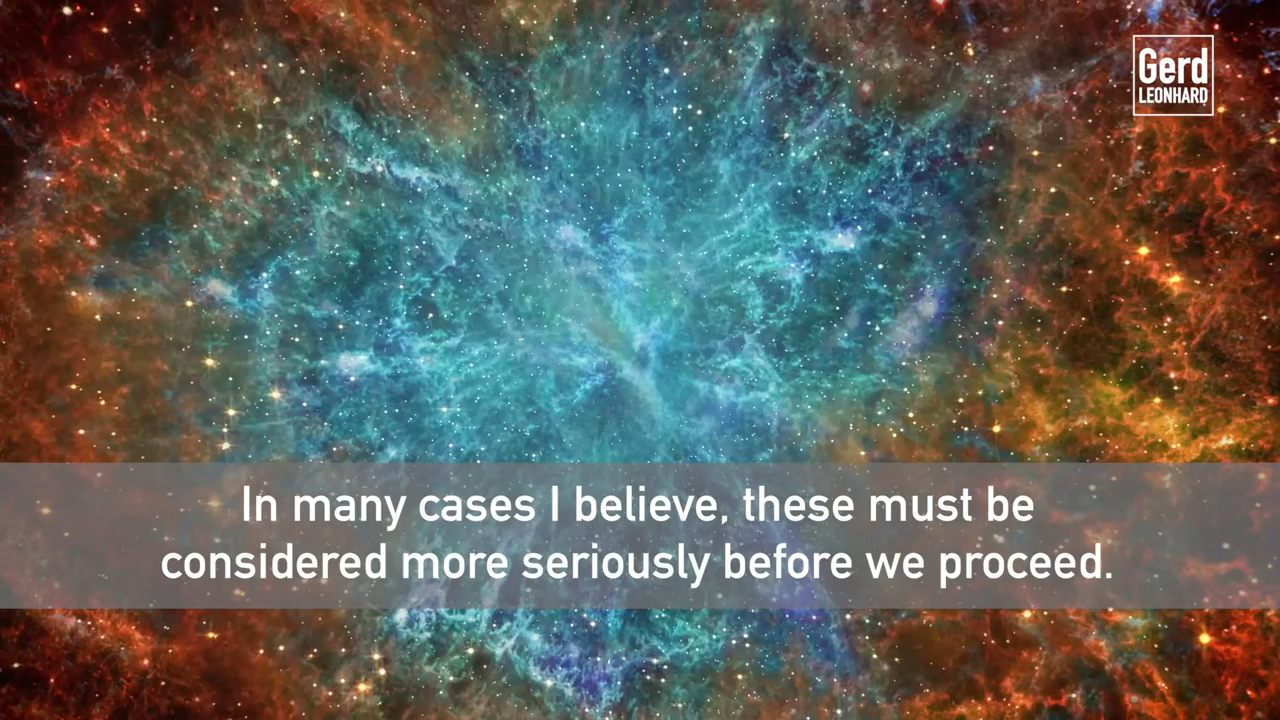 Gerd
LEONHARD
In many cases I believe, these must be
considered more seriously before we proceed.